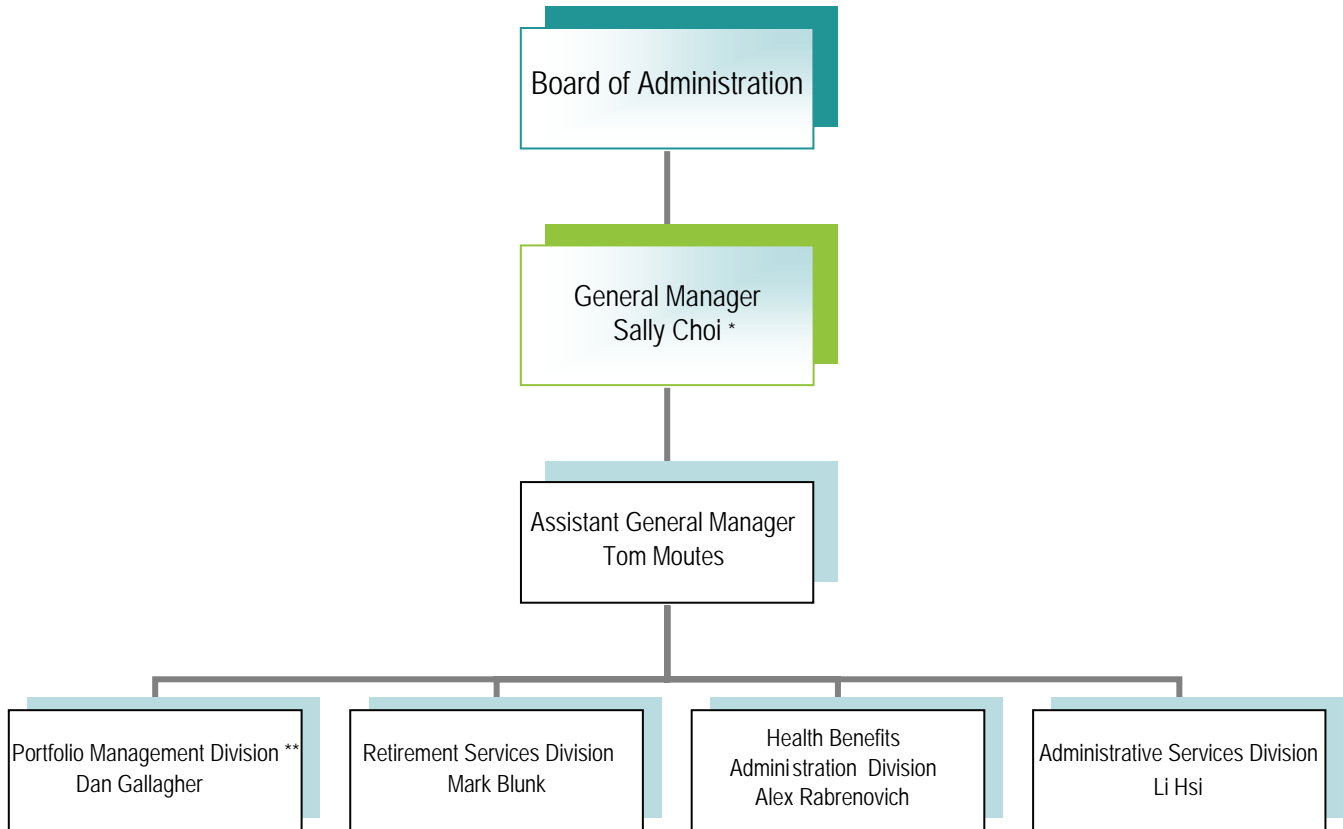 Board of Administration
General Manager
Sally Choi *
Assistant General Manager
Tom Moutes
Portfolio Management Division **
Dan Gallagher
Retirement Services Division
Mark Blunk
Health Benefits
Administration Division
Alex Rabrenovich
Administrative Services Division
Li Hsi